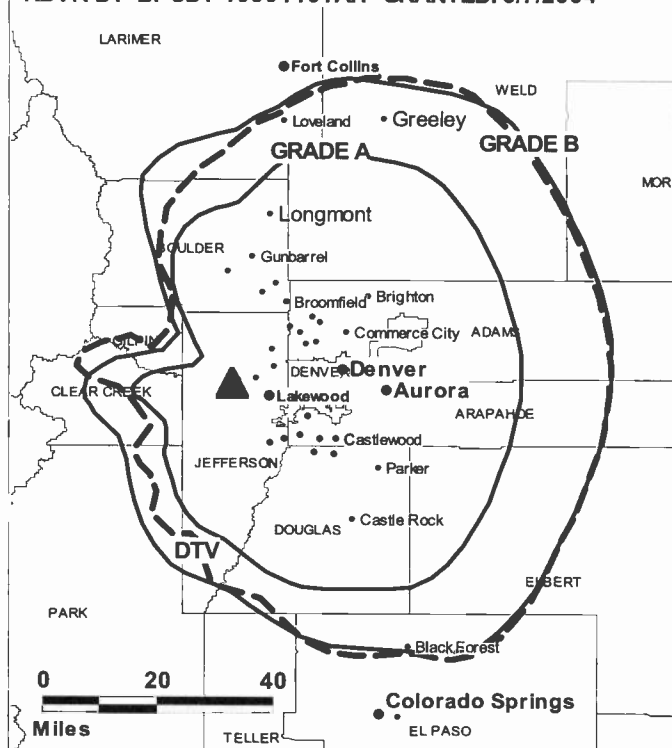 LARIMER
Fort Collins
WELD
Loveland
Greeley
GRADE A
GRADE B
MOR
Longmont
BOULDER
Gunbarrel
Broomfield
Brighton
GILPIN
Commerce City
ADAMS
DENVER
Denver
CLEAR CREEK
Lakewood
Aurora
ARAPAHOE
Castlewood
JEFFERSON
Parker
DOUGLAS
Castle Rock
DTV
ELBERT
PARK
Black Forest
0 20 40
Miles
Colorado Springs
EL PASO
TELLER